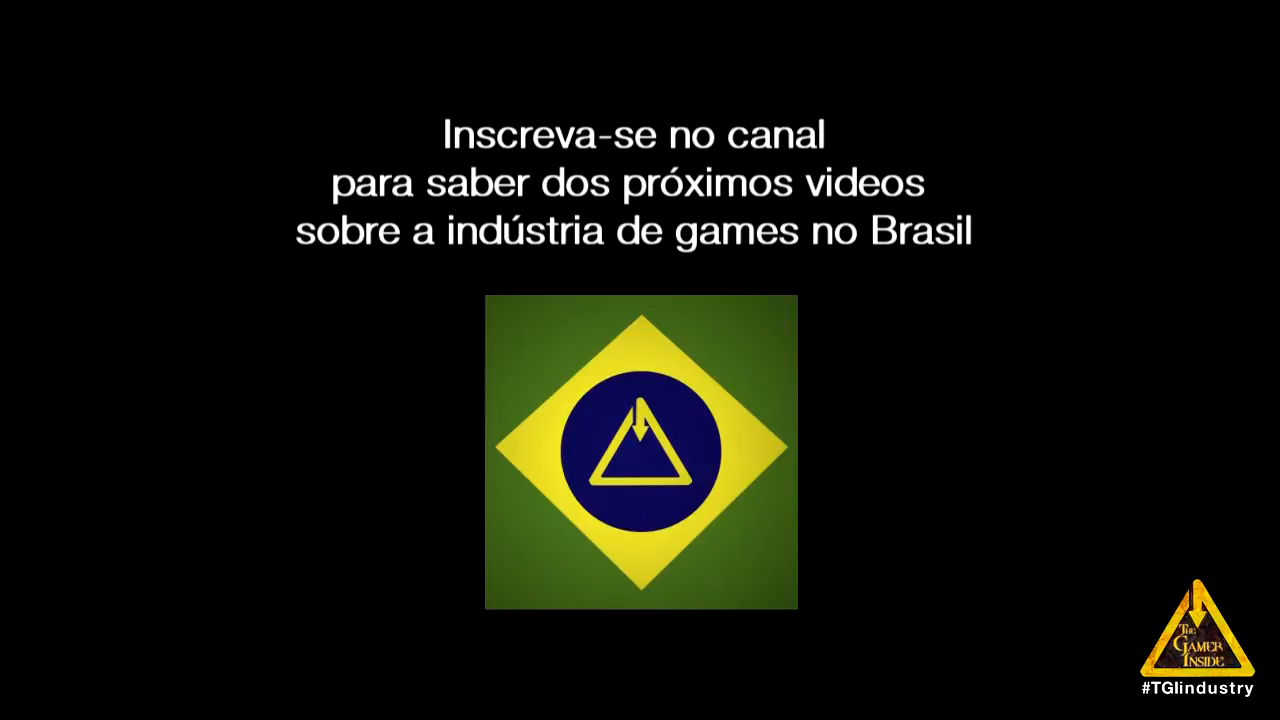 Inscreva-se no canal
para saber dos próximos videos
sobre a indústria de games no Brasil
The
Gamer
Inside
#TGIindustry